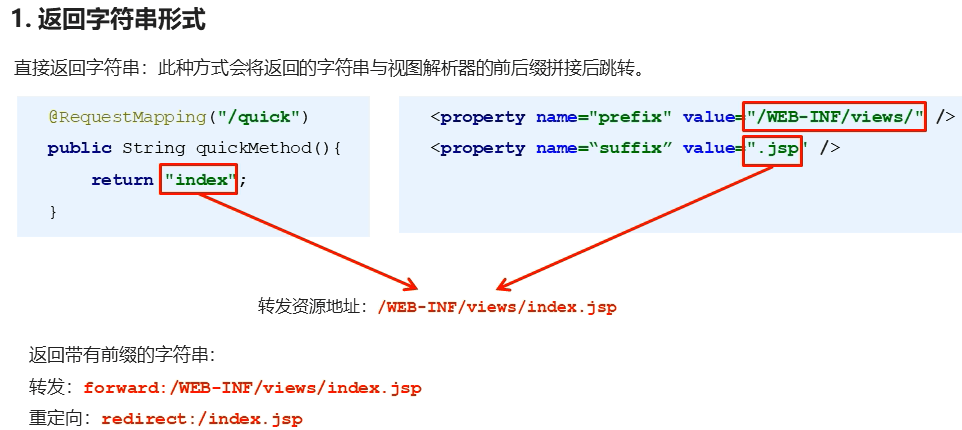 1. 返回字符串形式
直接返回字符串：此种方式会将返回的字符串与视图解析器的前后缀拼接后跳转。
@RequestMapping("/quick")
public String quickMethod(){
return "index";
}
<property name="prefix" value="/WEB-INF/views/" />
<property name=“suffix” value=".jsp" />
转发资源地址：/WEB-INF/views/index.jsp
返回带有前缀的字符串：
转发：forward:/WEB-INF/views/index.jsp
重定向：redirect:/index.jsp